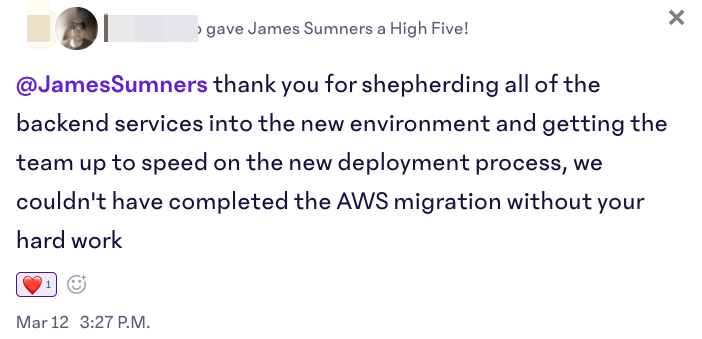 gave James Sumners a High Five!
@JamesSumners thank you for shepherding all of the
backend services into the new environment and getting the
team up to speed on the new deployment process, we
couldn't have completed the AWS migration without your
hard work
❤️ 1
Mar 12 3:27 P.M.